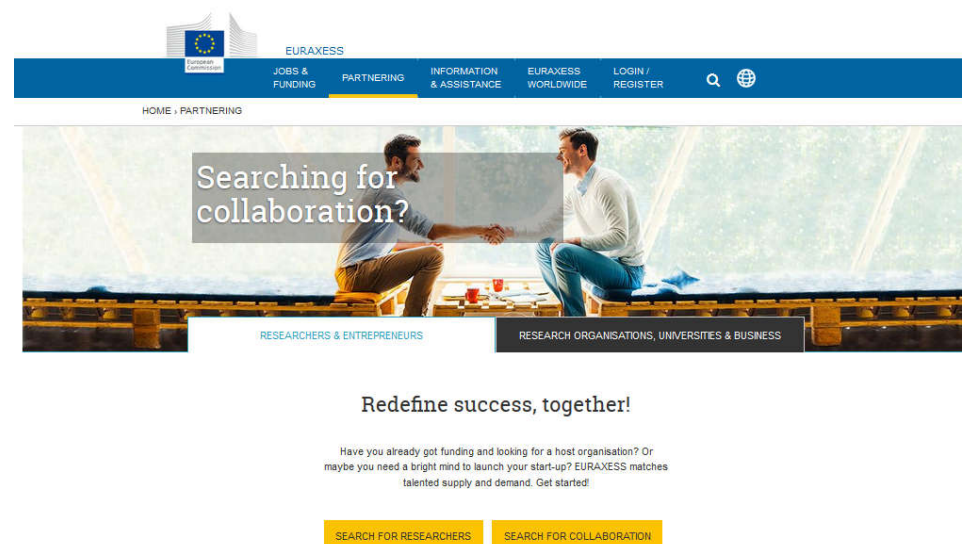 European
Commission
EURAXESS
JOBS &
FUNDING
PARTNERING
INFORMATION
& ASSISTANCE
EURAXESS
WORLDWIDE
LOGIN /
REGISTER
HOME › PARTNERING
Searching for
collaboration?
RESEARCHERS & ENTREPRENEURS
RESEARCH ORGANISATIONS, UNIVERSITIES & BUSINESS
Redefine success, together!
Have you already got funding and looking for a host organisation? Or
maybe you need a bright mind to launch your start-up? EURAXESS matches
talented supply and demand. Get started!
SEARCH FOR RESEARCHERS
SEARCH FOR COLLABORATION